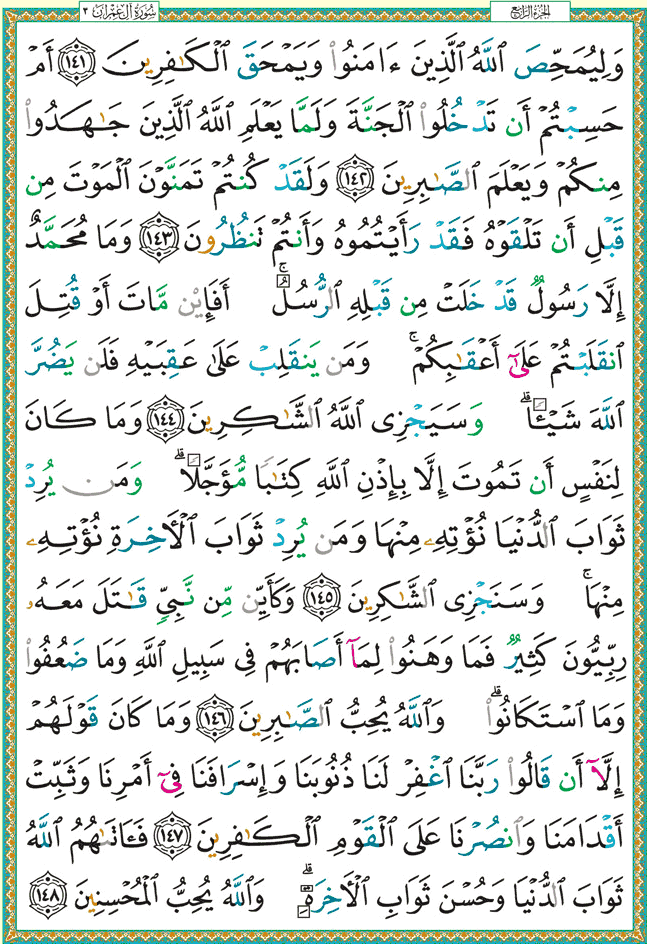 الجزء الرابع
سورة آل عمران ٣
وَلِيُمَحِّصَ ٱللَّهُ ٱلَّذِينَ ءَامَنُوا۟ وَيَمْحَقَ ٱلْكَـٰفِرِينَ ﴿١٤١﴾ أَمْ
حَسِبْتُمْ أَن تَدْخُلُوا۟ ٱلْجَنَّةَ وَلَمَّا يَعْلَمِ ٱللَّهُ ٱلَّذِينَ جَـٰهَدُوا۟
مِنكُمْ وَيَعْلَمَ ٱلصَّـٰبِرِينَ ﴿١٤٢﴾ وَلَقَدْ كُنتُمْ تَمَنَّوْنَ ٱلْمَوْتَ مِن
قَبْلِ أَن تَلْقَوْهُ فَقَدْ رَأَيْتُمُوهُ وَأَنتُمْ تَنظُرُونَ ﴿١٤٣﴾ وَمَا مُحَمَّدٌ
إِلَّا رَسُولٌ قَدْ خَلَتْ مِن قَبْلِهِ ٱلرُّسُلُ ۚ أَفَإِي۟ن مَّاتَ أَوْ قُتِلَ
ٱنقَلَبْتُمْ عَلَىٰٓ أَعْقَـٰبِكُمْ ۚ وَمَن يَنقَلِبْ عَلَىٰ عَقِبَيْهِ فَلَن يَضُرَّ
ٱللَّهَ شَيْـًٔا ۗ وَسَيَجْزِى ٱللَّهُ ٱلشَّـٰكِرِينَ ﴿١٤٤﴾ وَمَا كَانَ
لِنَفْسٍ أَن تَمُوتَ إِلَّا بِإِذْنِ ٱللَّهِ كِتَـٰبًا مُّؤَجَّلًا ۗ وَمَن يُرِدْ
ثَوَابَ ٱلدُّنْيَا نُؤْتِهِۦ مِنْهَا وَمَن يُرِدْ ثَوَابَ ٱلْـَٔاخِرَةِ نُؤْتِهِۦ
مِنْهَا ۚ وَسَنَجْزِى ٱلشَّـٰكِرِينَ ﴿١٤٥﴾ وَكَأَيِّن مِّن نَّبِىٍّ قَـٰتَلَ مَعَهُۥ
رِبِّيُّونَ كَثِيرٌ فَمَا وَهَنُوا۟ لِمَآ أَصَابَهُمْ فِى سَبِيلِ ٱللَّهِ وَمَا ضَعُفُوا۟
وَمَا ٱسْتَكَانُوا۟ ۗ وَٱللَّهُ يُحِبُّ ٱلصَّـٰبِرِينَ ﴿١٤٦﴾ وَمَا كَانَ قَوْلَهُمْ
إِلَّآ أَن قَالُوا۟ رَبَّنَا ٱغْفِرْ لَنَا ذُنُوبَنَا وَإِسْرَافَنَا فِىٓ أَمْرِنَا وَثَبِّتْ
أَقْدَامَنَا وَٱنصُرْنَا عَلَى ٱلْقَوْمِ ٱلْكَـٰفِرِينَ ﴿١٤٧﴾ فَـَٔاتَىٰهُمُ ٱللَّهُ
ثَوَابَ ٱلدُّنْيَا وَحُسْنَ ثَوَابِ ٱلْـَٔاخِرَةِ ۗ وَٱللَّهُ يُحِبُّ ٱلْمُحْسِنِينَ ﴿١٤٨﴾